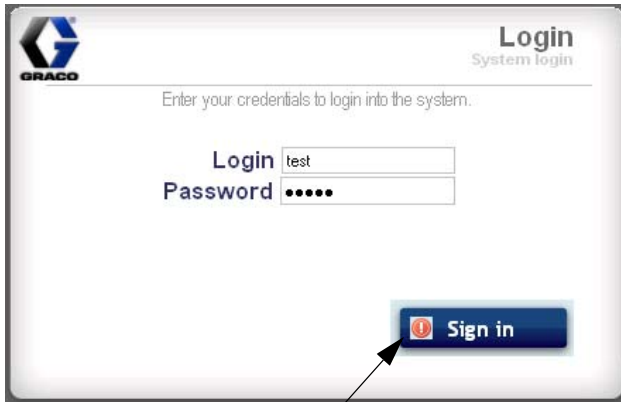 Login
System login
GRACO
Enter your credentials to login into the system.
Login test
Password •••••
Sign in